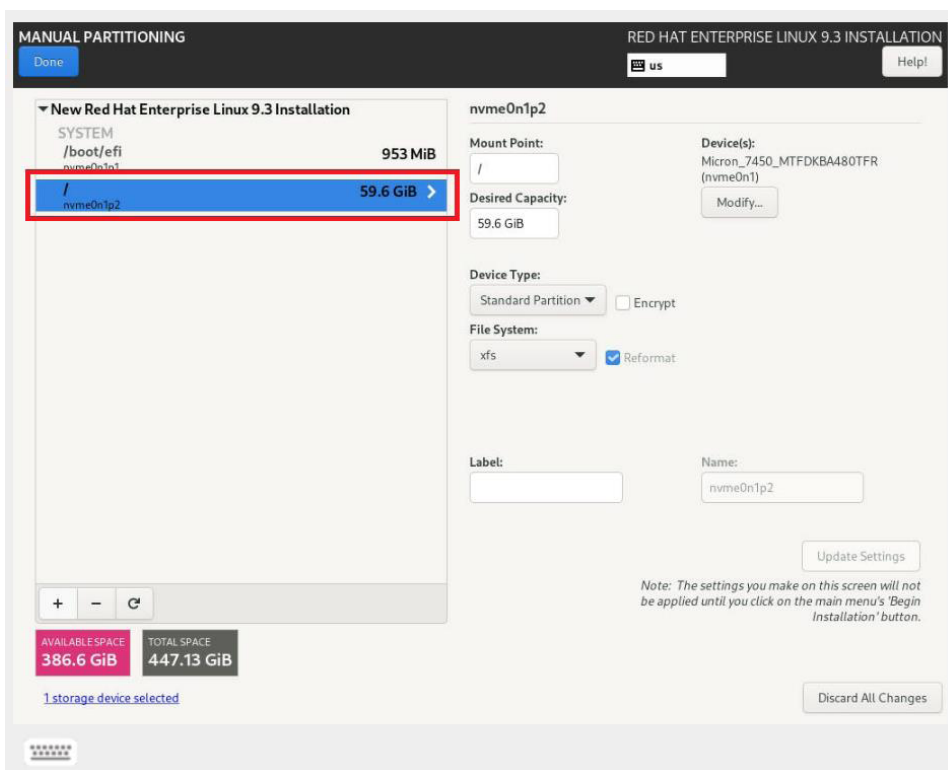 MANUAL PARTITIONING
RED HAT ENTERPRISE LINUX 9.3 INSTALLATION
Done
us
Help!
New Red Hat Enterprise Linux 9.3 Installation
SYSTEM
/boot/efi
953 MiB
nvme0n1p1
/
59.6 GiB
nvme0n1p2
nvme0n1p2
Mount Point:
/
Desired Capacity:
59.6 GiB
Device(s):
Micron_7450_MTFDKBA480TFR
(nvme0n1)
Modify...
Device Type:
Standard Partition
Encrypt
File System:
xfs
Reformat
Label:
Name:
nvme0n1p2
Update Settings
Note: The settings you make on this screen will not
be applied until you click on the main menu's 'Begin
Installation' button.
+ -
AVAILABLE SPACE
386.6 GiB
TOTAL SPACE
447.13 GiB
1 storage device selected
Discard All Changes